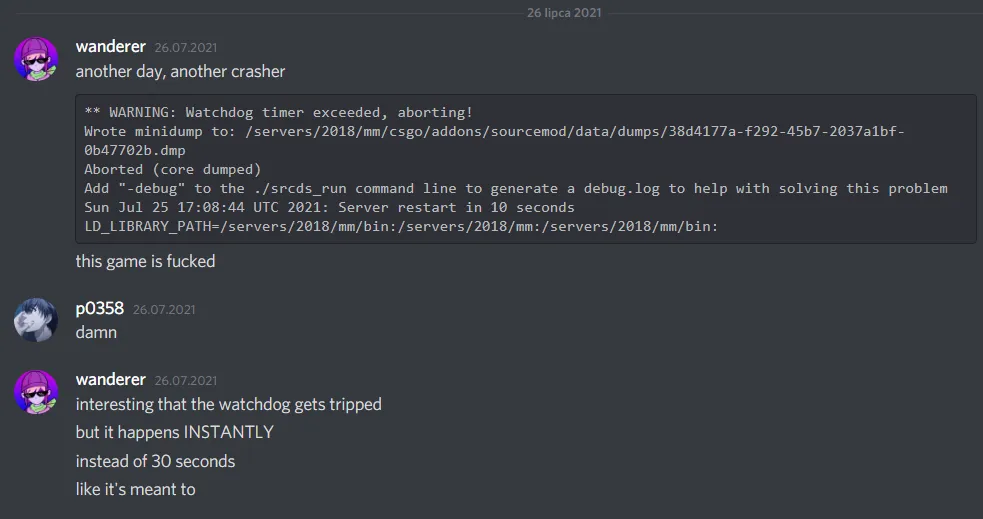 26 lipca 2021
wanderer 26.07.2021
another day, another crasher
** WARNING: Watchdog timer exceeded, aborting!
Wrote minidump to: /servers/2018/mm/csgo/addons/sourcemod/data/dumps/38d4177a-f292-45b7-2037a1bf-
0b47702b.dmp
Aborted (core dumped)
Add "-debug" to the ./srcds_run command line to generate a debug.log to help with solving this problem
Sun Jul 25 17:08:44 UTC 2021: Server restart in 10 seconds
LD_LIBRARY_PATH=/servers/2018/mm/bin:/servers/2018/mm:/servers/2018/mm/bin:
this game is fucked
p0358 26.07.2021
damn
wanderer 26.07.2021
interesting that the watchdog gets tripped
but it happens INSTANTLY
instead of 30 seconds
like it's meant to